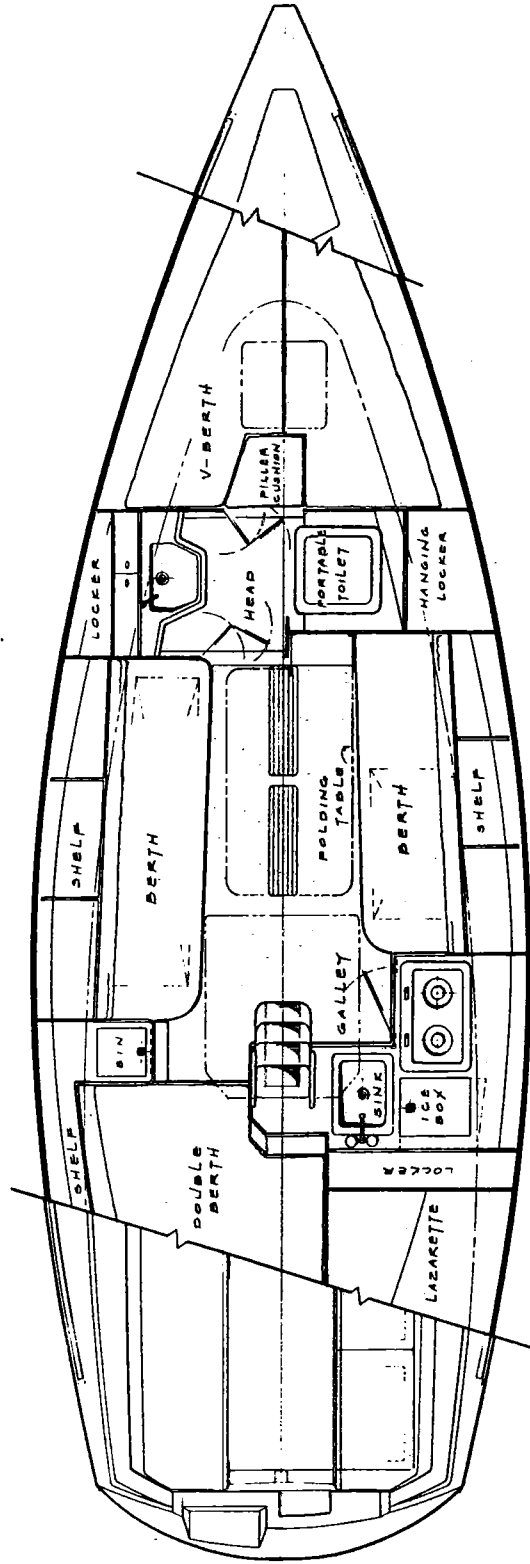 V-BERTH
FILLER
CUSHION
LOCKER
HEAD
PORTABLE
TOILET
HANGING
LOCKER
SHELF
BERTH
FOLDING
TABLE
BERTH
SHELF
BIN
GALLEY
SINK
ICE
BOX
SHELF
DOUBLE
BERTH
LOCKER
LAZARETTE